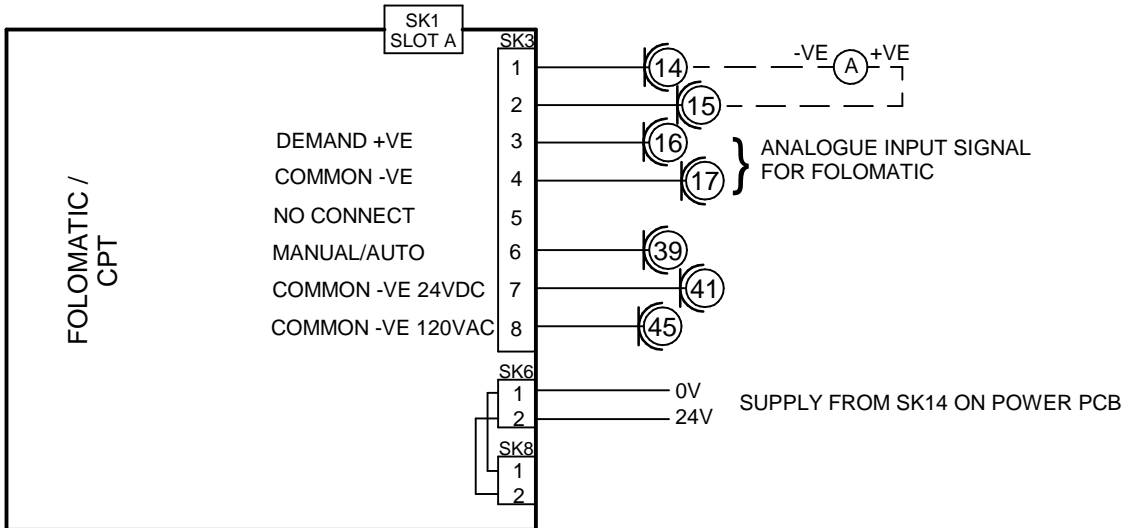 SK1
SLOT A
SK3
1 14 -VE A +VE
2 15
DEMAND +VE 3 16
COMMON -VE 4 17
ANALOGUE INPUT SIGNAL
FOR FOLOMATIC
NO CONNECT 5
MANUAL/AUTO 6 39
COMMON -VE 24VDC 7 41
COMMON -VE 120VAC 8 45
FOLOMATIC /
CPT
SK6
1 0V
2 24V
SUPPLY FROM SK14 ON POWER PCB
SK8
1
2